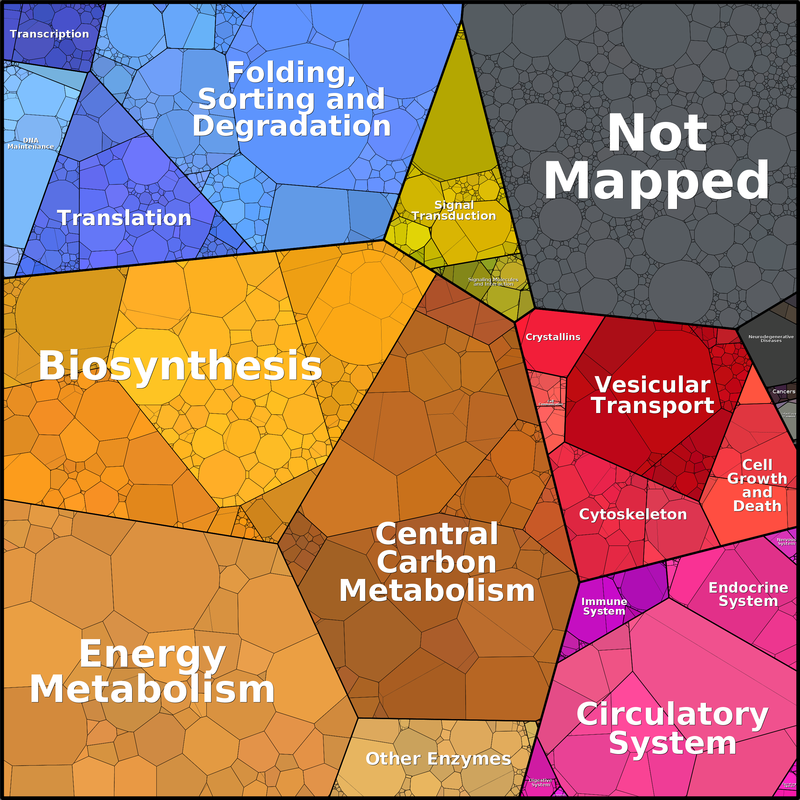 Transcription
Folding,
Sorting and
Degradation
DNA
Maintenance
Translation
Not
Mapped
Signal
Transduction
Signaling Molecules
and Interaction
Biosynthesis
Crystallins
Vesicular
Transport
Neurodegenerative
Diseases
Cancers
Cell
Growth
and
Death
Cytoskeleton
Central
Carbon
Metabolism
Nervous
System
Immune
System
Endocrine
System
Energy
Metabolism
Circulatory
System
Other Enzymes
Digestive
System